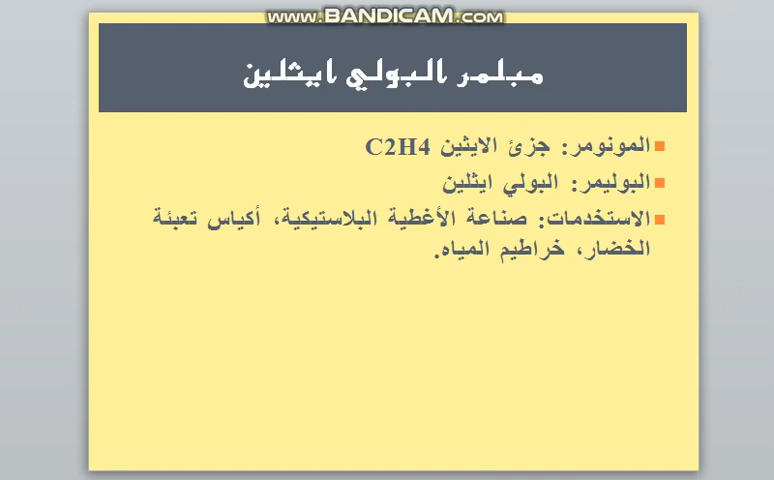 www.BANDICAM.com
مبلمر البولي ايثلين
المونومر: جزئ الايثين C2H4
البوليمر: البولي ايثلين
الاستخدمات: صناعة الأغطية البلاستيكية، أكياس تعبئة
الخضار، خراطيم المياه.